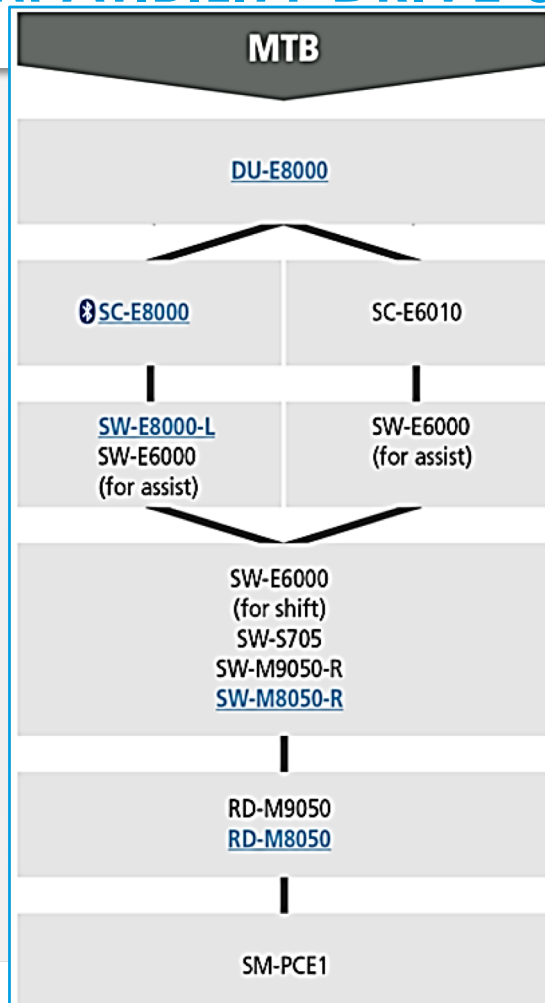 MTB
DU-E8000
SC-E8000
SC-E6010
SW-E8000-L
SW-E6000
(for assist)
SW-E6000
(for assist)
SW-E6000
(for shift)
SW-S705
SW-M9050-R
SW-M8050-R
RD-M9050
RD-M8050
SM-PCE1